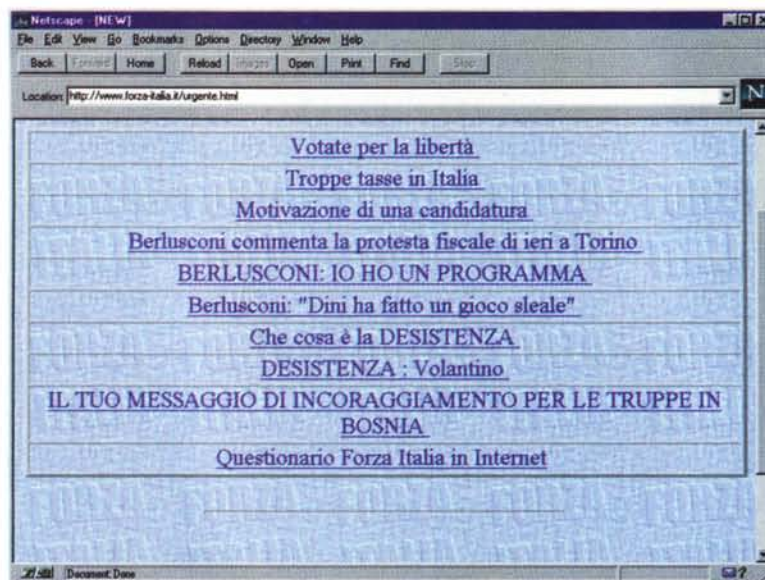 Netscape - [NEW]
File Edit View Go Bookmarks Options Directory Window Help
Back Forward Home Reload Images Open Print Find Stop
Location: http://www.forza-italia.it/urgente.html
N
Votate per la libertà
Troppe tasse in Italia
Motivazione di una candidatura
Berlusconi commenta la protesta fiscale di ieri a Torino
BERLUSCONI: IO HO UN PROGRAMMA
Berlusconi: "Dini ha fatto un gioco sleale"
Che cosa è la DESISTENZA
DESISTENZA : Volantino
IL TUO MESSAGGIO DI INCORAGGIAMENTO PER LE TRUPPE IN
BOSNIA
Questionario Forza Italia in Internet
Document: Done